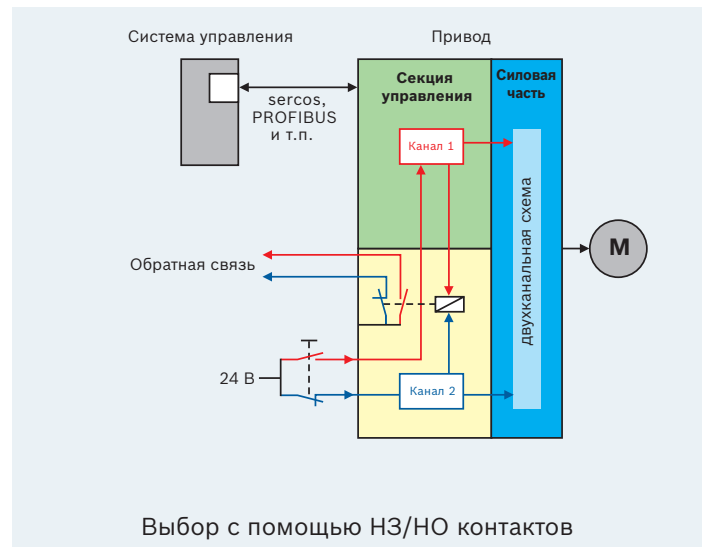 Система управления
Привод
Секция
управления
Силовая
часть
sercos,
PROFIBUS
и т.п.
Канал 1
двухканальная схема
М
Обратная связь
24 В
Канал 2
Выбор с помощью НЗ/НО контактов